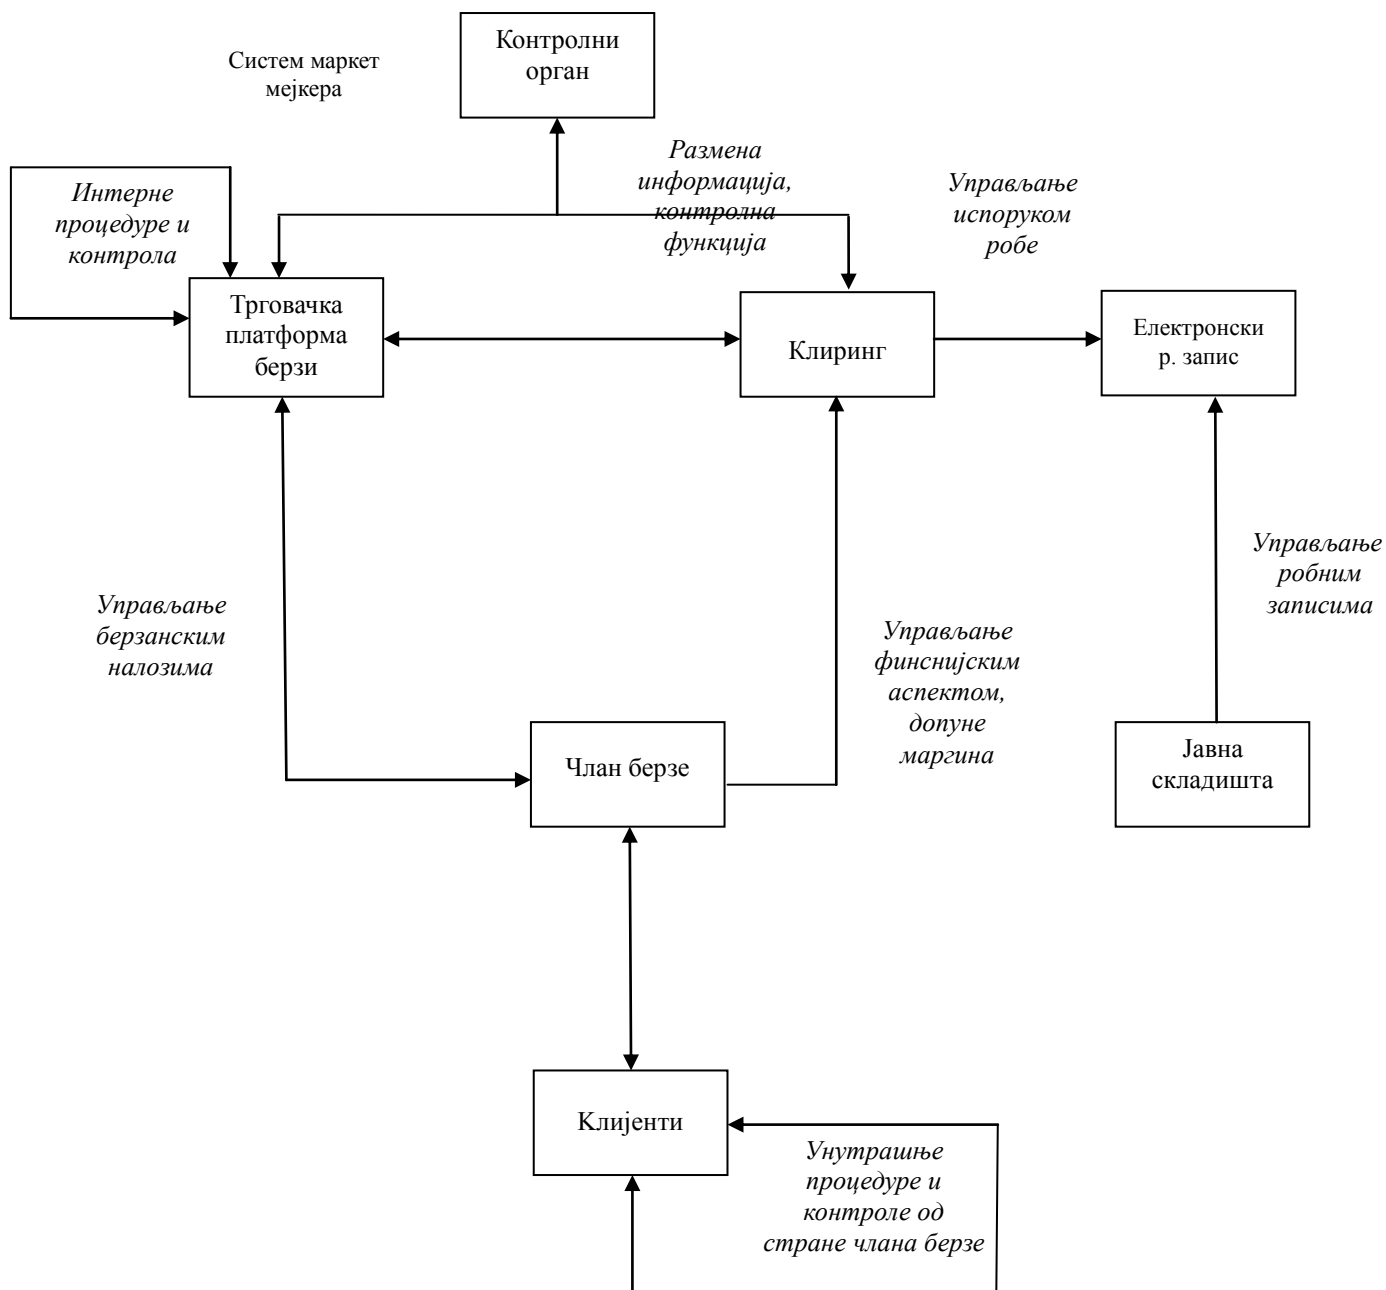 Контролни
орган
Систем маркет
мејкера
Размена
информација,
контролна
функција
Управљање
испоруком
робе
Интерне
процедуре и
контрола
Трговачка
платформа
берзи
Клиринг
Електронски
р. запис
Управљање
робним
записима
Управљање
берзанским
налозима
Управљање
финснијским
аспектом,
допуне
маргина
Члан берзе
Јавна
складишта
Клијенти
Унутрашње
процедуре и
контроле од
стране члана берзе